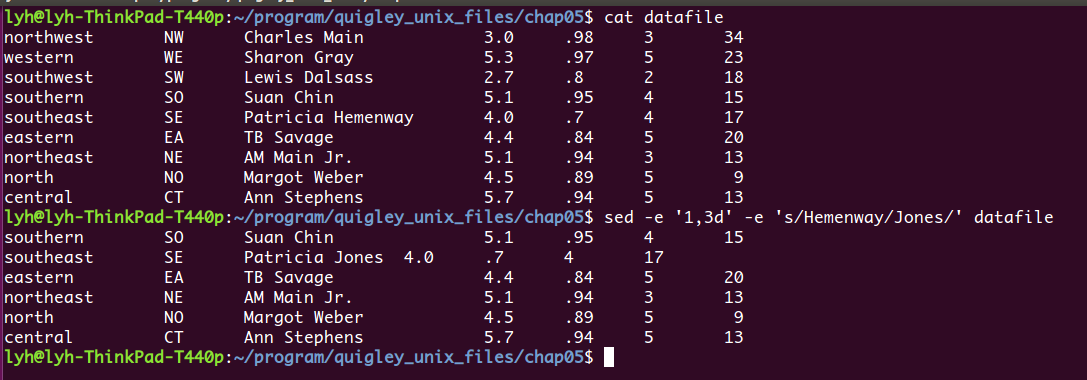 lyh@lyh-ThinkPad-T440p:~/program/quigley_unix_files/chap05$ cat datafile
northwest       NW      Charles Main            3.0     .98     3       34
western         WE      Sharon Gray             5.3     .97     5       23
southwest       SW      Lewis Dalsass           2.7     .8      2       18
southern        SO      Suan Chin               5.1     .95     4       15
southeast       SE      Patricia Hemenway       4.0     .7      4       17
eastern         EA      TB Savage               4.4     .84     5       20
northeast       NE      AM Main Jr.             5.1     .94     3       13
north           NO      Margot Weber            4.5     .89     5        9
central         CT      Ann Stephens            5.7     .94     5       13
lyh@lyh-ThinkPad-T440p:~/program/quigley_unix_files/chap05$ sed -e '1,3d' -e 's/Hemenway/Jones/' datafile
southern        SO      Suan Chin               5.1     .95     4       15
southeast       SE      Patricia Jones  4.0     .7      4       17
eastern         EA      TB Savage               4.4     .84     5       20
northeast       NE      AM Main Jr.             5.1     .94     3       13
north           NO      Margot Weber            4.5     .89     5        9
central         CT      Ann Stephens            5.7     .94     5       13
lyh@lyh-ThinkPad-T440p:~/program/quigley_unix_files/chap05$